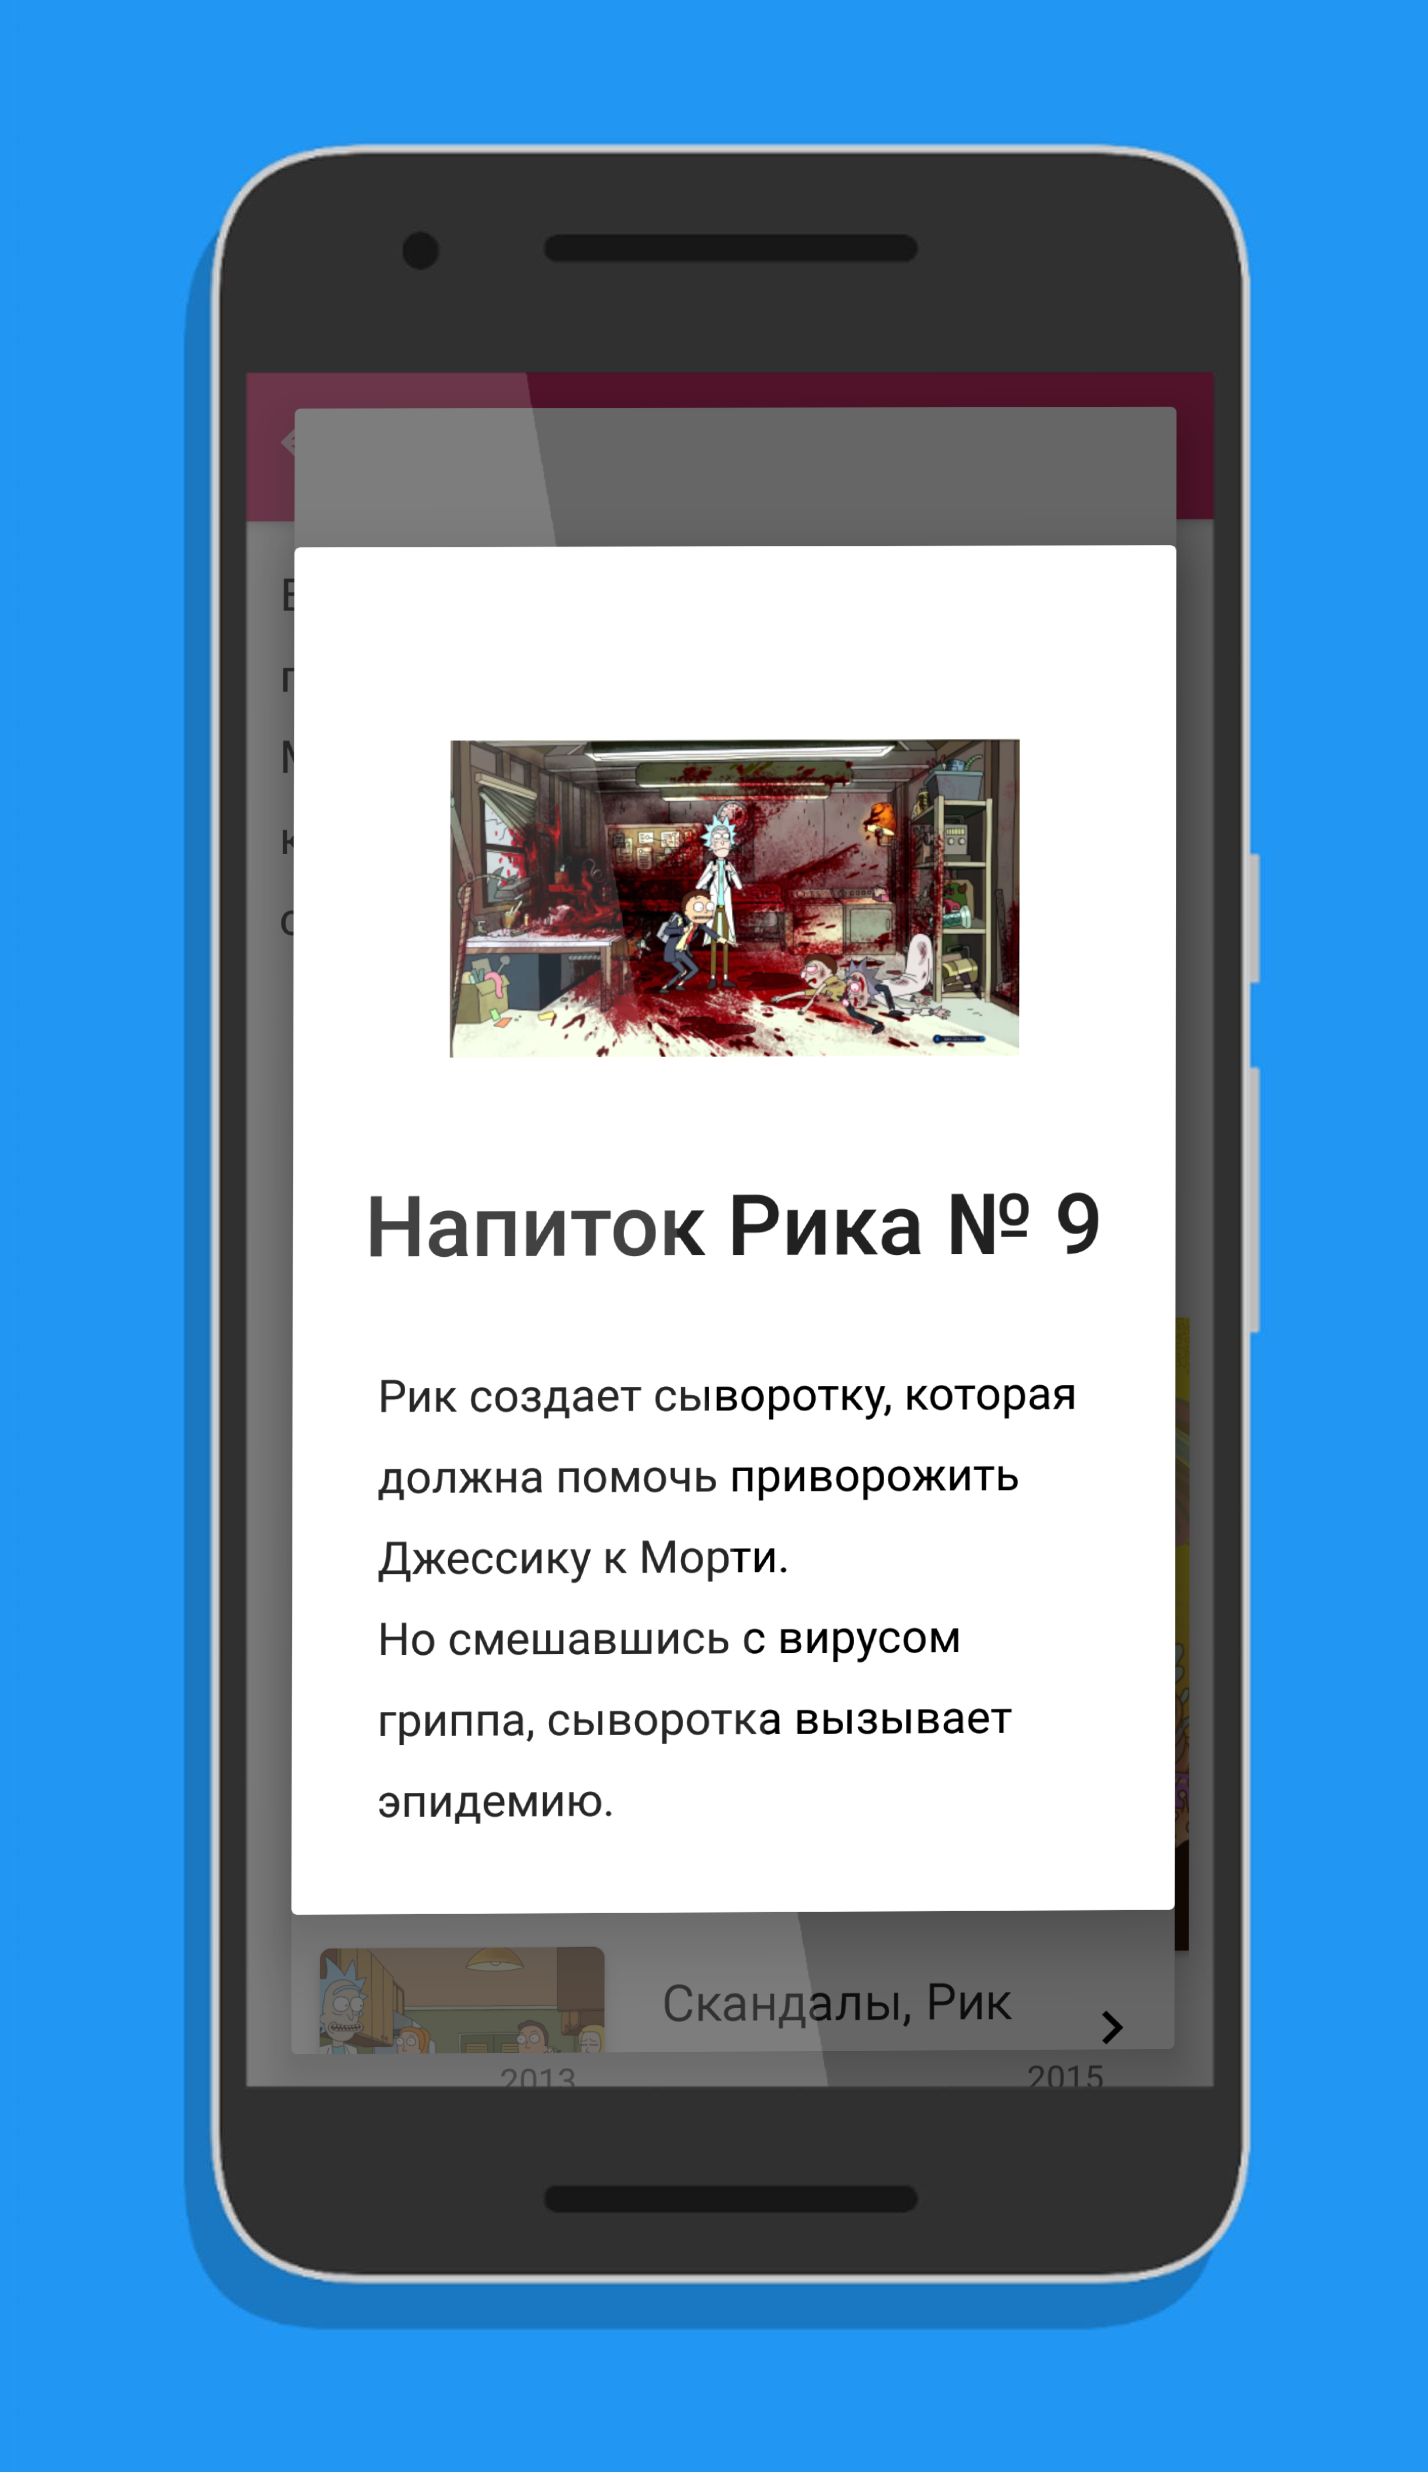 Напиток Рика № 9
Рик создает сыворотку, которая
должна помочь приворожить
Джессику к Морти.
Но смешавшись с вирусом
гриппа, сыворотка вызывает
эпидемию.
Скандалы, Рик
2013
2015